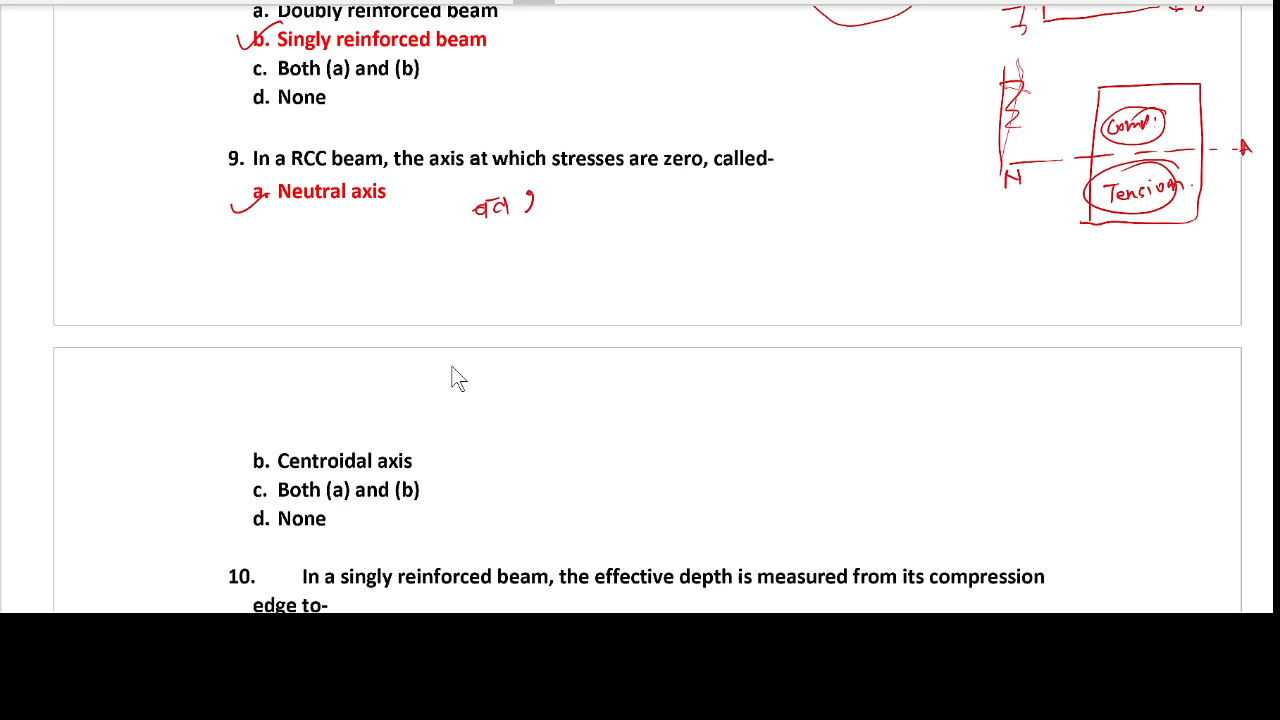 a. Doubly reinforced beam
b. Singly reinforced beam
c. Both (a) and (b)
d. None
Comp.
9. In a RCC beam, the axis at which stresses are zero, called-
A
N
a. Neutral axis
Tension
b. Centroidal axis
c. Both (a) and (b)
d. None
10. In a singly reinforced beam, the effective depth is measured from its compression
edge to-